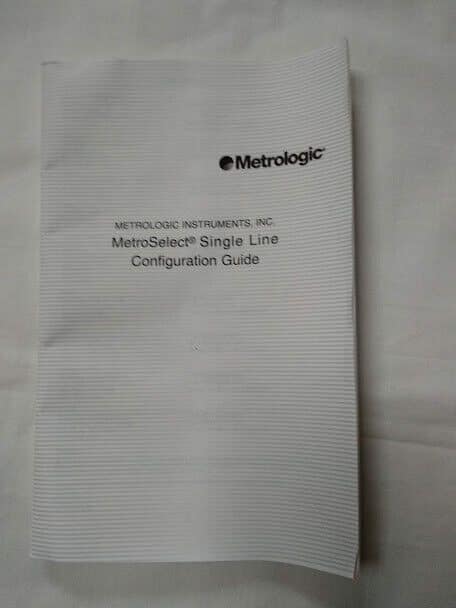 Metrologic®
METROLOGIC INSTRUMENTS, INC.
MetroSelect® Single Line
Configuration Guide